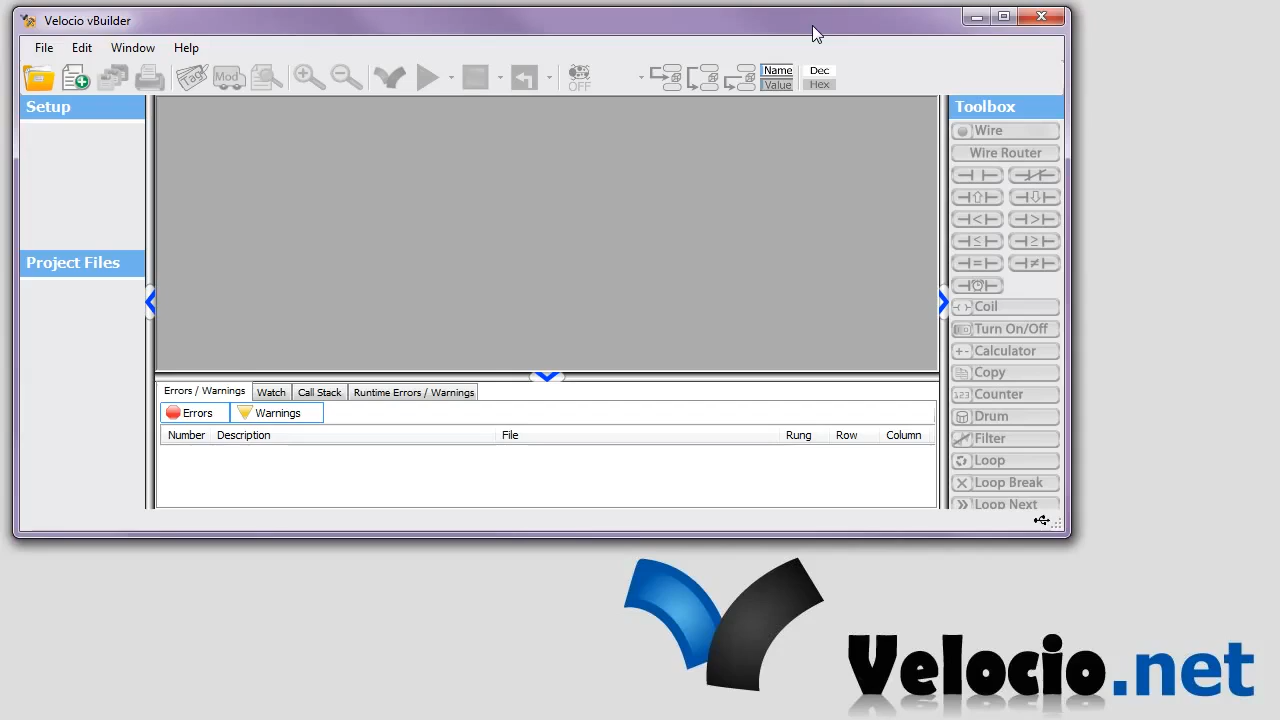 Velocio vBuilder
File Edit Window Help
Tag Mod OFF Name Value Dec Hex
Setup
Project Files
Errors / Warnings Watch Call Stack Runtime Errors / Warnings
Errors Warnings
Number Description File Rung Row Column
Toolbox
Wire
Wire Router
< >
≤ ≥
= ≠
Coil
Turn On/Off
+ - Calculator
Copy
123 Counter
Drum
Filter
Loop
Loop Break
Loop Next
Velocio.net